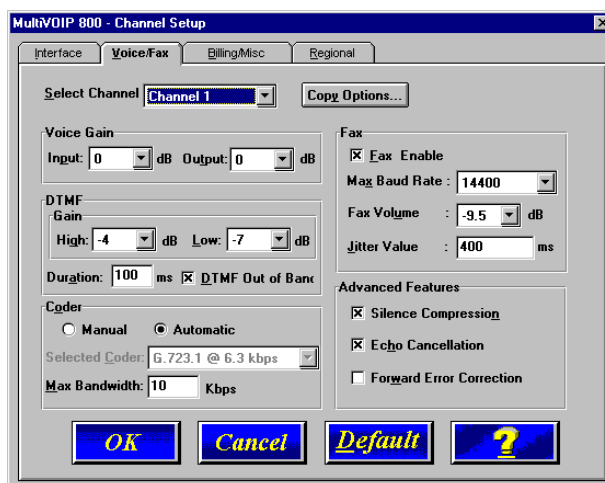 MultiVOIP 800 - Channel Setup
Interface Voice/Fax Billing/Misc Regional
Select Channel Channel 1 Copy Options...
Voice Gain
Input: 0 dB Output: 0 dB
DTMF
Gain
High: -4 dB Low: -7 dB
Duration: 100 ms DTMF Out of Banc
Coder
Manual Automatic
Selected Coder: G.723.1 @ 6.3 kbps
Max Bandwidth: 10 Kbps
Fax
Fax Enable
Max Baud Rate : 14400
Fax Volume : -9.5 dB
Jitter Value : 400 ms
Advanced Features
Silence Compression
Echo Cancellation
Forward Error Correction
OK Cancel Default ?